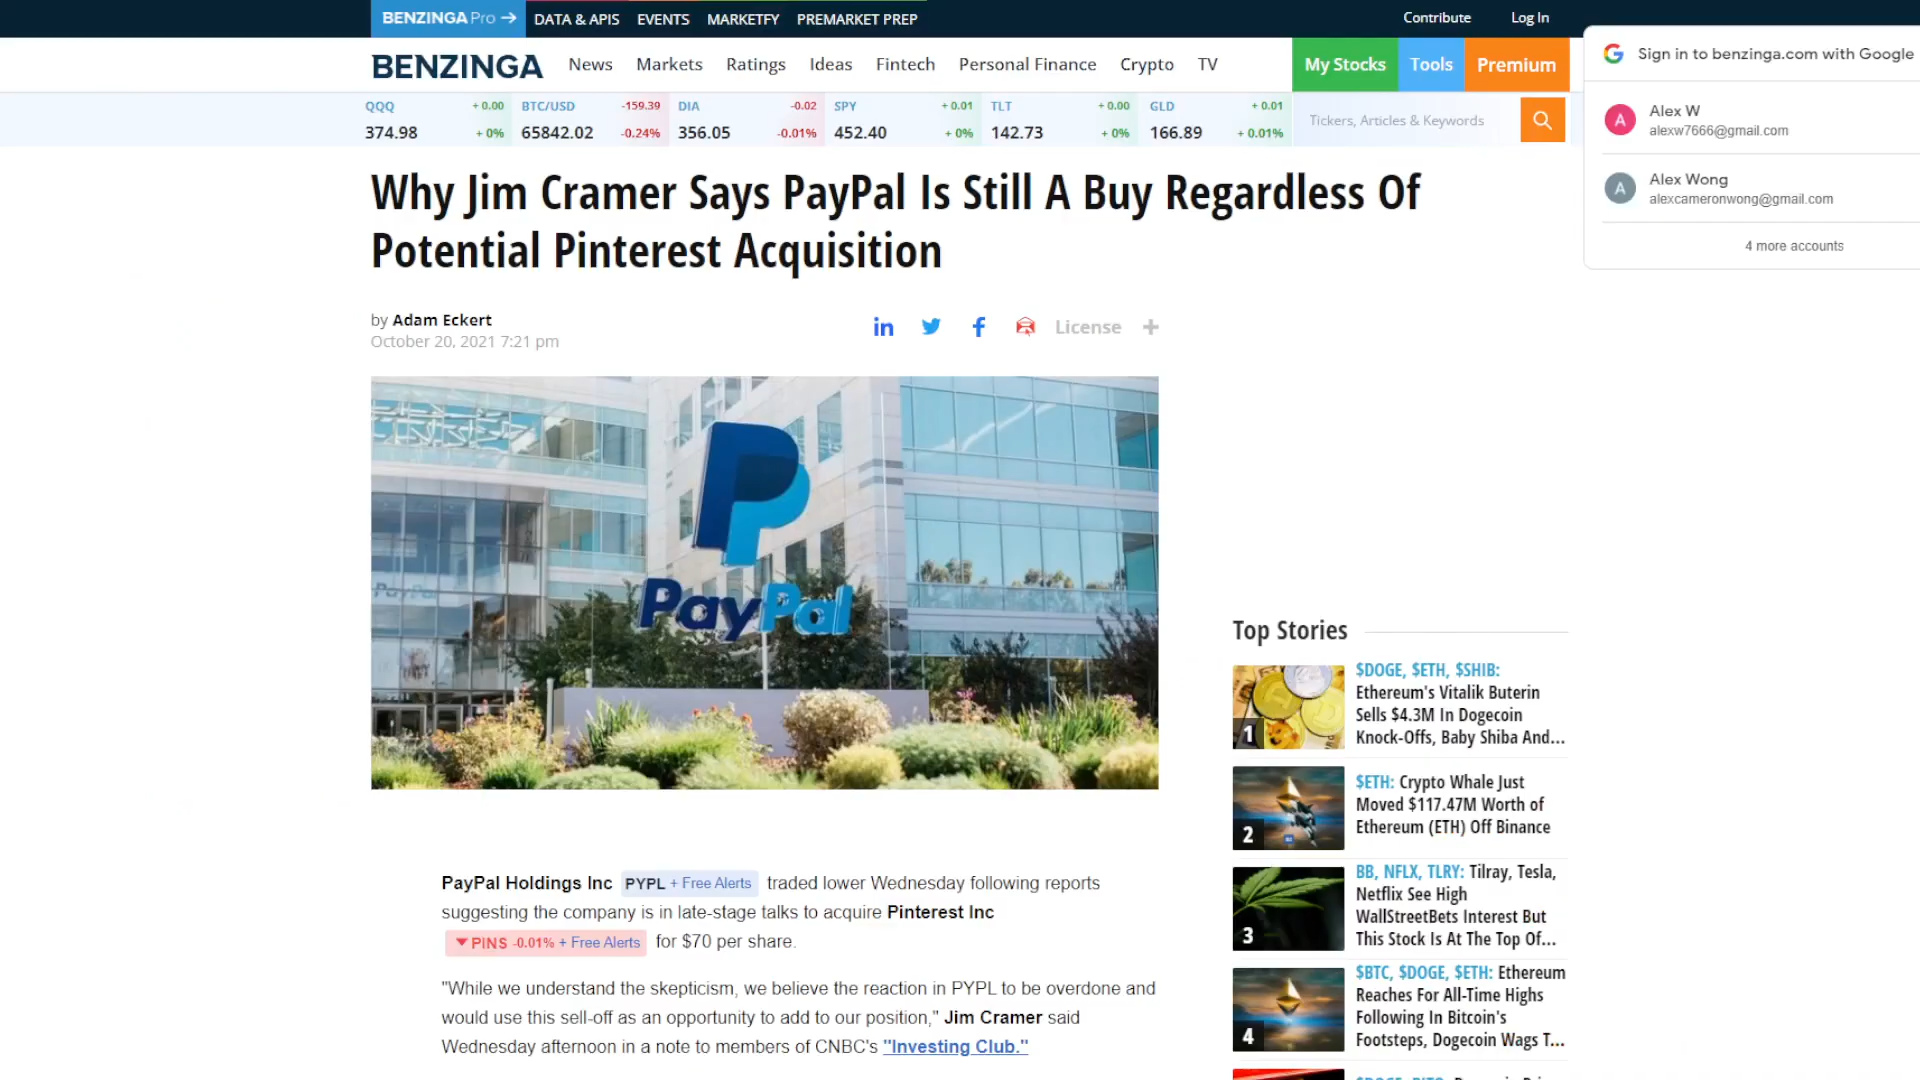 BENZINGA Pro → DATA & APIS EVENTS MARKETFY PREMARKET PREP Contribute Log In
BENZINGA News Markets Ratings Ideas Fintech Personal Finance Crypto TV My Stocks Tools Premium
QQQ +0.00 BTC/USD -159.39 DIA -0.02 SPY +0.01 TLT +0.00 GLD +0.01
374.98 +0% 65842.02 -0.24% 356.05 -0.01% 452.40 +0% 142.73 +0% 166.89 +0.01% Tickers, Articles & Keywords
Sign in to benzinga.com with Google
A Alex W
alexw7666@gmail.com
A Alex Wong
alexcameronwong@gmail.com
4 more accounts
Why Jim Cramer Says PayPal Is Still A Buy Regardless Of
Potential Pinterest Acquisition
by Adam Eckert
October 20, 2021 7:21 pm
in f License +
PayPal
PayPal
PayPal Holdings Inc PYPL + Free Alerts traded lower Wednesday following reports
suggesting the company is in late-stage talks to acquire Pinterest Inc
▼PINS -0.01% + Free Alerts for $70 per share.
"While we understand the skepticism, we believe the reaction in PYPL to be overdone and
would use this sell-off as an opportunity to add to our position," Jim Cramer said
Wednesday afternoon in a note to members of CNBC's "Investing Club."
Top Stories
1
$DOGE, $ETH, $SHIB:
Ethereum's Vitalik Buterin
Sells $4.3M In Dogecoin
Knock-Offs, Baby Shiba And...
2
$ETH: Crypto Whale Just
Moved $117.47M Worth of
Ethereum (ETH) Off Binance
3
BB, NFLX, TLRY: Tilray, Tesla,
Netflix See High
WallStreetBets Interest But
This Stock Is At The Top Of...
4
$BTC, $DOGE, $ETH: Ethereum
Reaches For All-Time Highs
Following In Bitcoin's
Footsteps, Dogecoin Wags T...